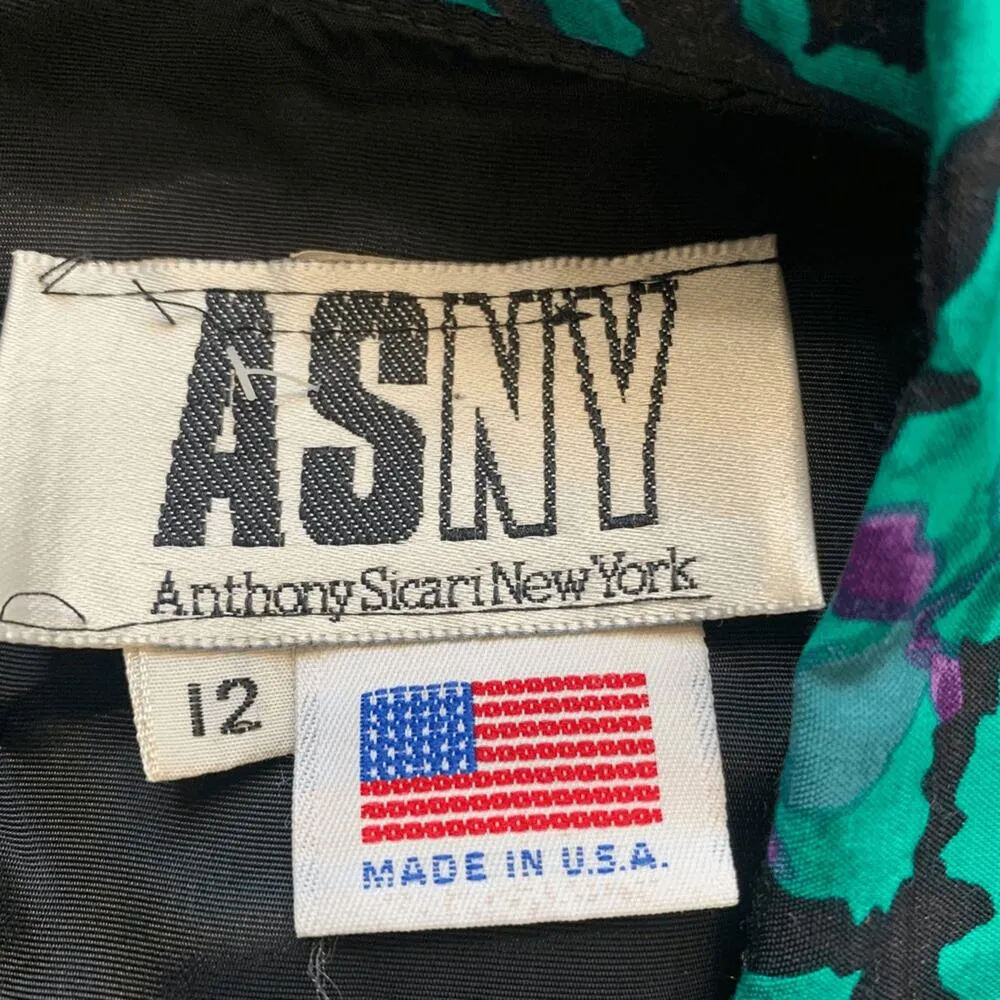 ASNY
Anthony Sicari New York
12
MADE IN U.S.A.